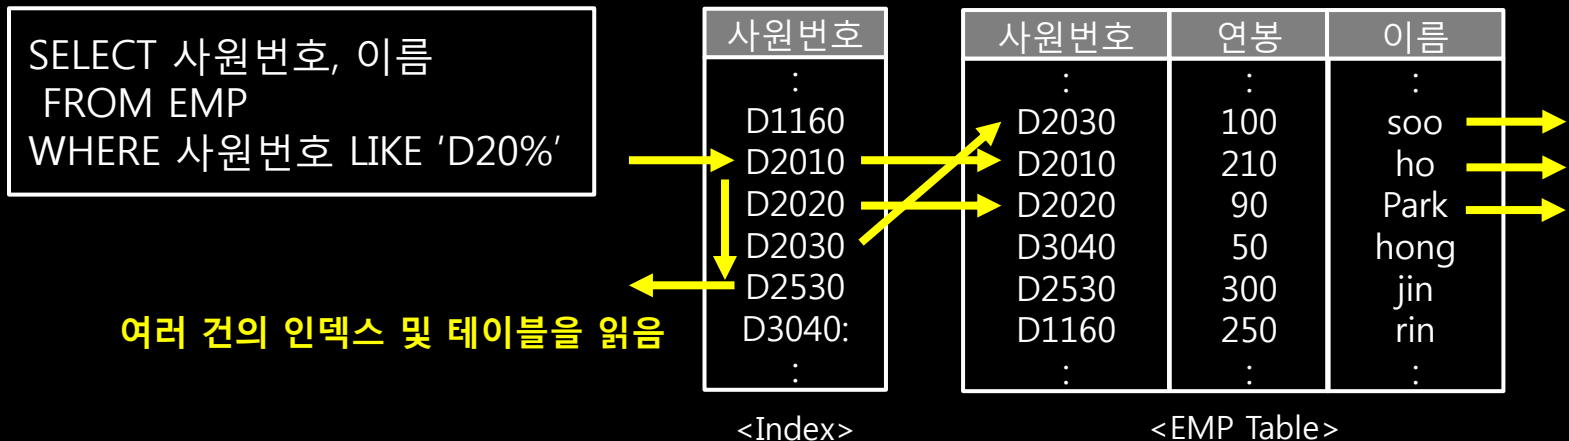 SELECT 사원번호, 이름
FROM EMP
WHERE 사원번호 LIKE ‘D20%’
여러 건의 인덱스 및 테이블을 읽음
사원번호
:
D1160
D2010
D2020
D2030
D2530
D3040:
:
<Index>
사원번호 연봉 이름
: : :
D2030 100 soo
D2010 210 ho
D2020 90 Park
D3040 50 hong
D2530 300 jin
D1160 250 rin
: : :
<EMP Table>